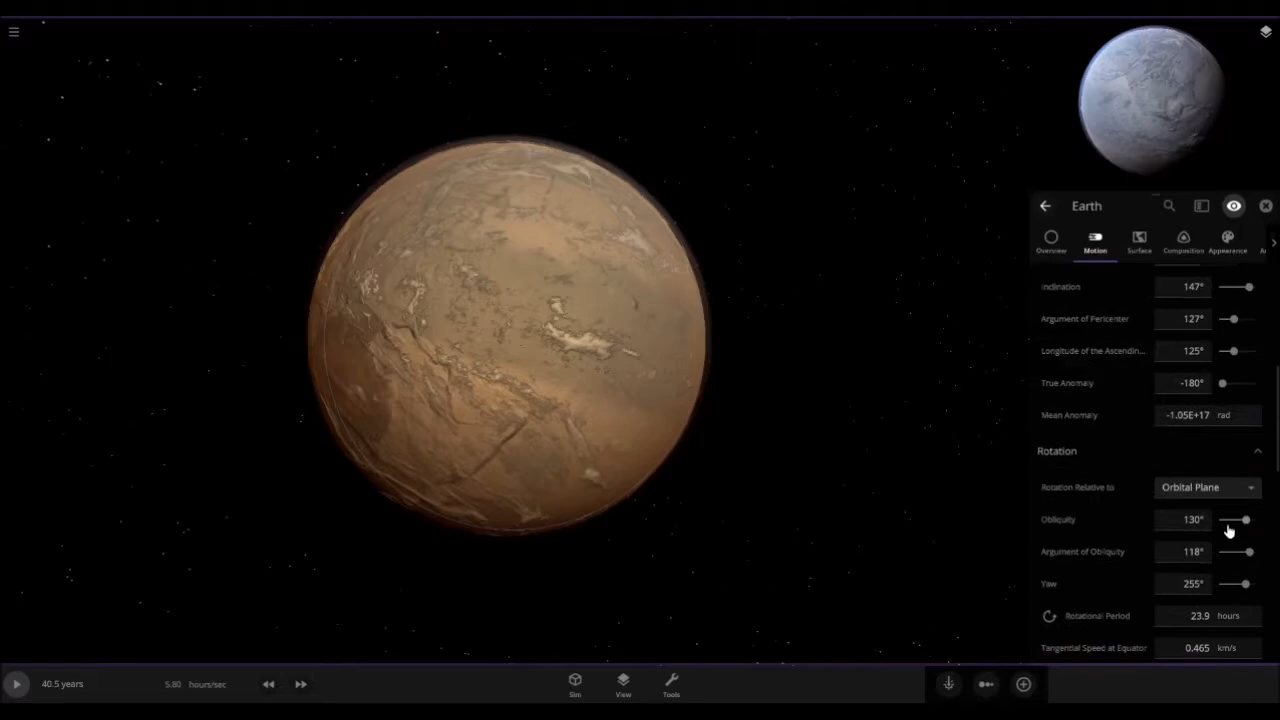 Earth
Overview Motion Surface Composition Appearance A
Inclination 147°
Argument of Pericenter 127°
Longitude of the Ascendin... 125°
True Anomaly -180°
Mean Anomaly -1.05E+17 rad
Rotation
Rotation Relative to Orbital Plane
Obliquity 130°
Argument of Obliquity 118°
Yaw 255°
Rotational Period 23.9 hours
Tangential Speed at Equator 0.465 km/s
40.5 years 5.80 hours/sec Sim View Tools